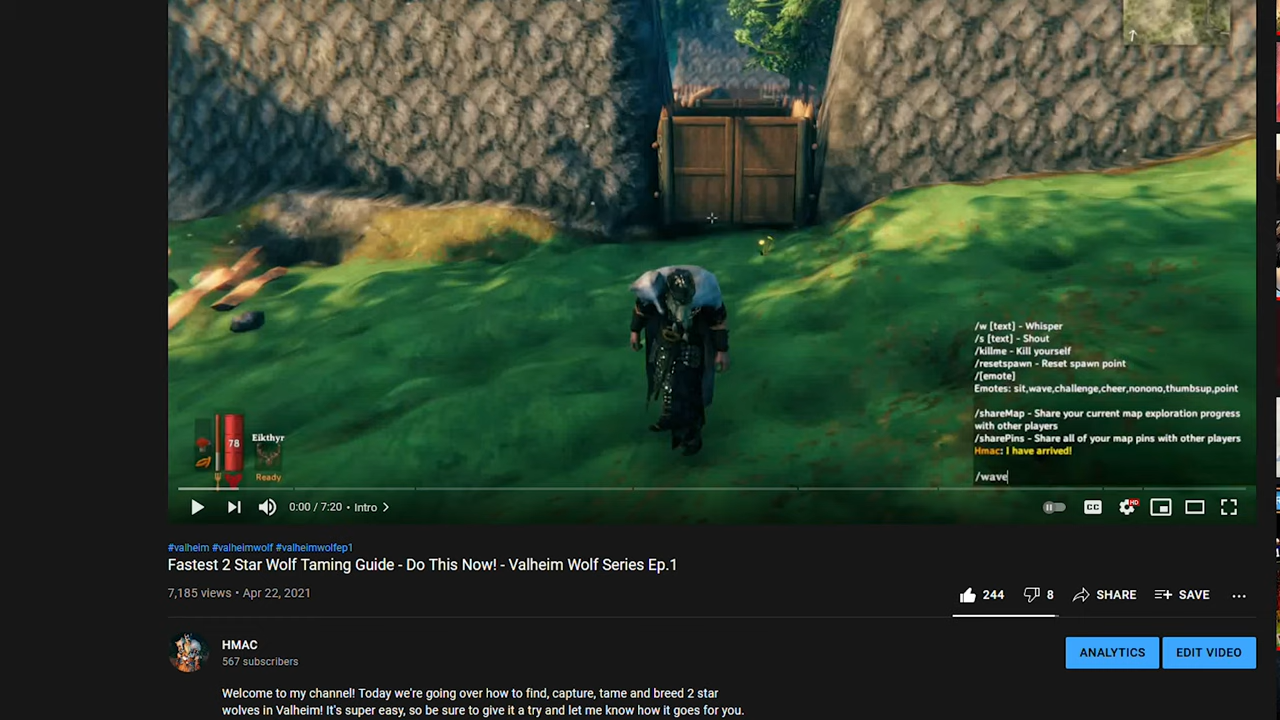 /w [text] - Whisper
/s [text] - Shout
/killme - Kill yourself
/resetspawn - Reset spawn point
/[emote]
Emotes: sit,wave,challenge,cheer,nonono,thumbsup,point
/shareMap - Share your current map exploration progress
with other players
/sharePins - Share all of your map pins with other players
Hmac: I have arrived!
/wave
78
Eikthyr
Ready
0:00 / 7:20 • Intro
CC
HD
#valheim #valheimwolf #valheimwolfep1
Fastest 2 Star Wolf Taming Guide - Do This Now! - Valheim Wolf Series Ep.1
7,185 views • Apr 22, 2021
244
8
SHARE
SAVE
HMAC
567 subscribers
ANALYTICS
EDIT VIDEO
Welcome to my channel! Today we're going over how to find, capture, tame and breed 2 star
wolves in Valheim! It's super easy, so be sure to give it a try and let me know how it goes for you.